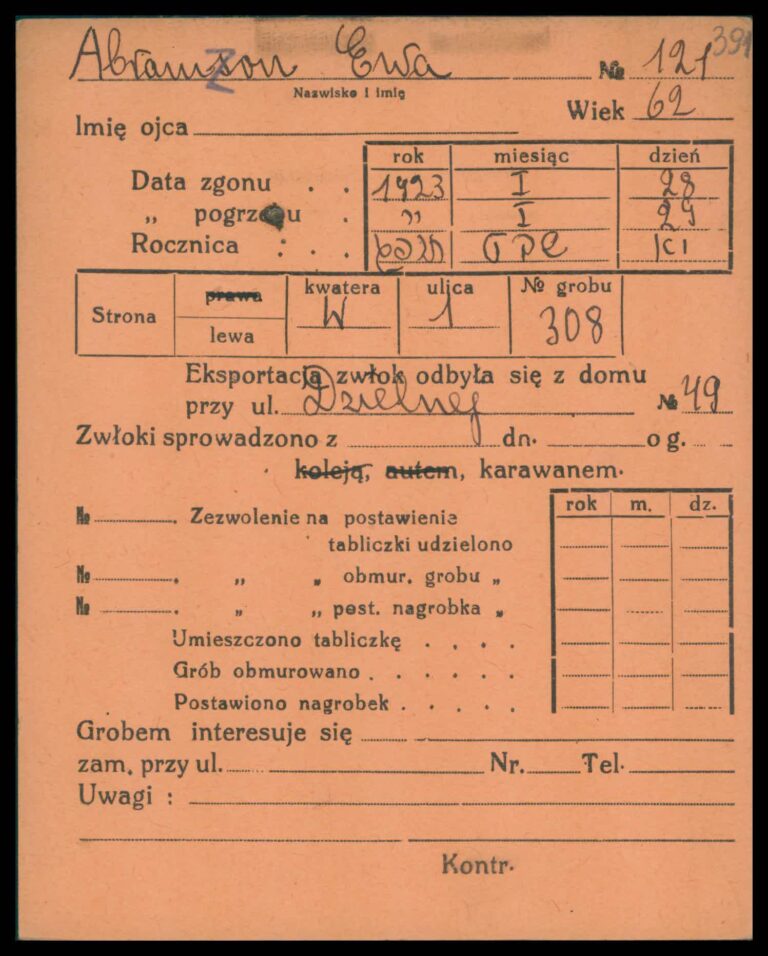 391
Abramzon Ewa № 121
Nazwisko i imię
Wiek 62
Imię ojca
rok miesiąc dzień
Data zgonu . . 1923 I 28
„ pogrzebu . „ I 29
Rocznica : . . תרפג שבט יא
Strona prawa lewa kwatera W ulica 1 № grobu 308
Eksportacja zwłok odbyła się z domu
przy ul. Dzielnej № 49
Zwłoki sprowadzono z dn. o g.
koleją, autem, karawanem.
rok m. dz.
№ . Zezwolenie na postawienie
tabliczki udzielono
№ . „ „ obmur. grobu „
№ . „ „ post. nagrobka „
Umieszczono tabliczkę . . . .
Grób obmurowano . . . . .
Postawiono nagrobek . . . . .
Grobem interesuje się
zam. przy ul. Nr. Tel.
Uwagi :
Kontr.